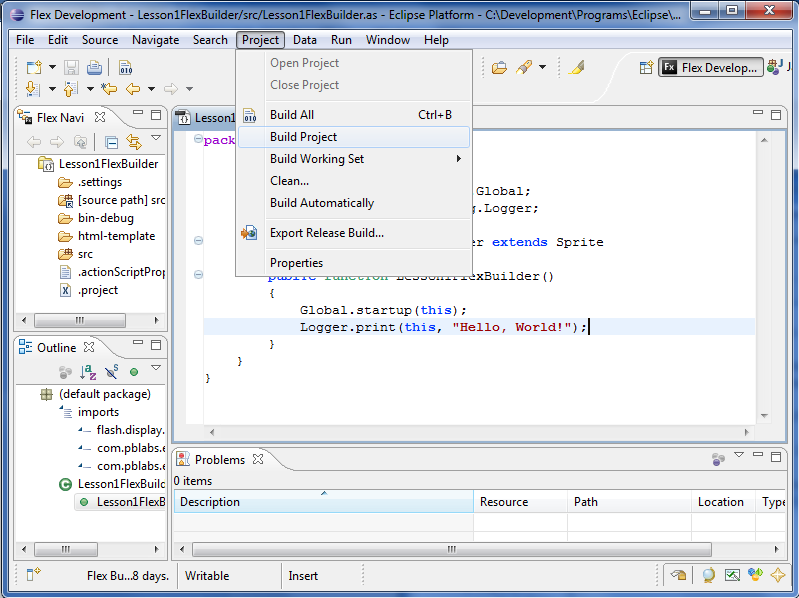 Flex Development - Lesson1FlexBuilder/src/Lesson1FlexBuilder.as - Eclipse Platform - C:\Development\Programs\Eclipse\...
File Edit Source Navigate Search Project Data Run Window Help
Fx Flex Develop...
Flex Navi
Lesson1FlexBuilder
.settings
[source path] src
bin-debug
html-template
src
.actionScriptProp
.project
Outline
(default package)
imports
flash.display.
com.pblabs.e
com.pblabs.e
Lesson1FlexBuild
Lesson1FlexB
Open Project
Close Project
Build All Ctrl+B
Build Project
Build Working Set
Clean...
Build Automatically
Export Release Build...
Properties
Lesson1
pack
.Global;
g.Logger;
er extends Sprite
public function Lesson1FlexBuilder()
{
Global.startup(this);
Logger.print(this, "Hello, World!");
}
}
}
Problems
0 items
Description Resource Path Location Type
Flex Bu...8 days. Writable Insert